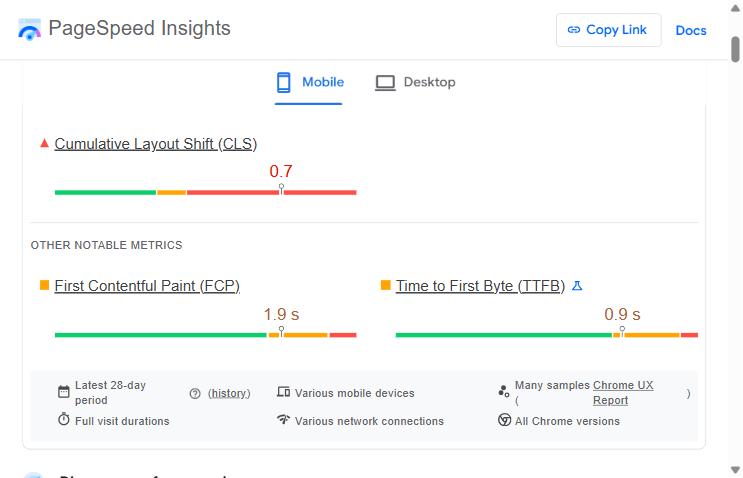 PageSpeed Insights
Copy Link
Docs
Mobile
Desktop
Cumulative Layout Shift (CLS)
0.7
OTHER NOTABLE METRICS
First Contentful Paint (FCP)
1.9 s
Time to First Byte (TTFB)
0.9 s
Latest 28-day
period
(history)
Various mobile devices
Many samples Chrome UX
( Report )
Full visit durations
Various network connections
All Chrome versions